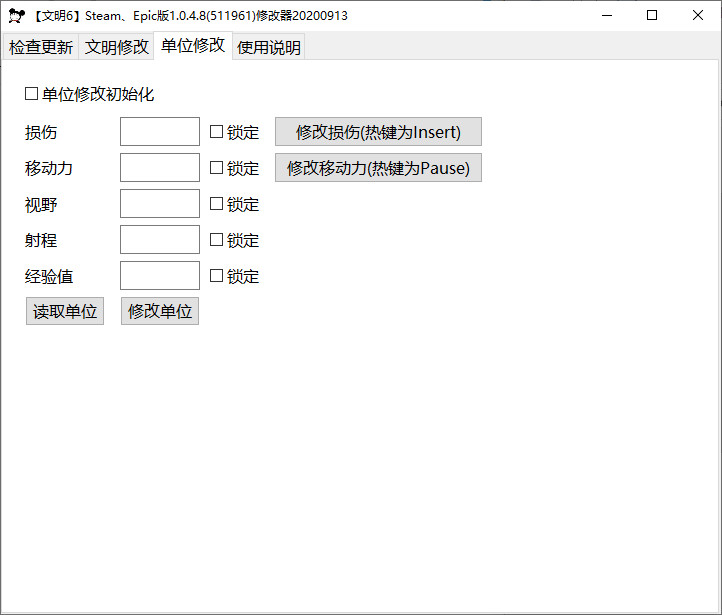 【文明6】Steam、Epic版1.0.4.8(511961)修改器20200913
检查更新 文明修改 单位修改 使用说明
单位修改初始化
损伤 锁定 修改损伤(热键为Insert)
移动力 锁定 修改移动力(热键为Pause)
视野 锁定
射程 锁定
经验值 锁定
读取单位 修改单位